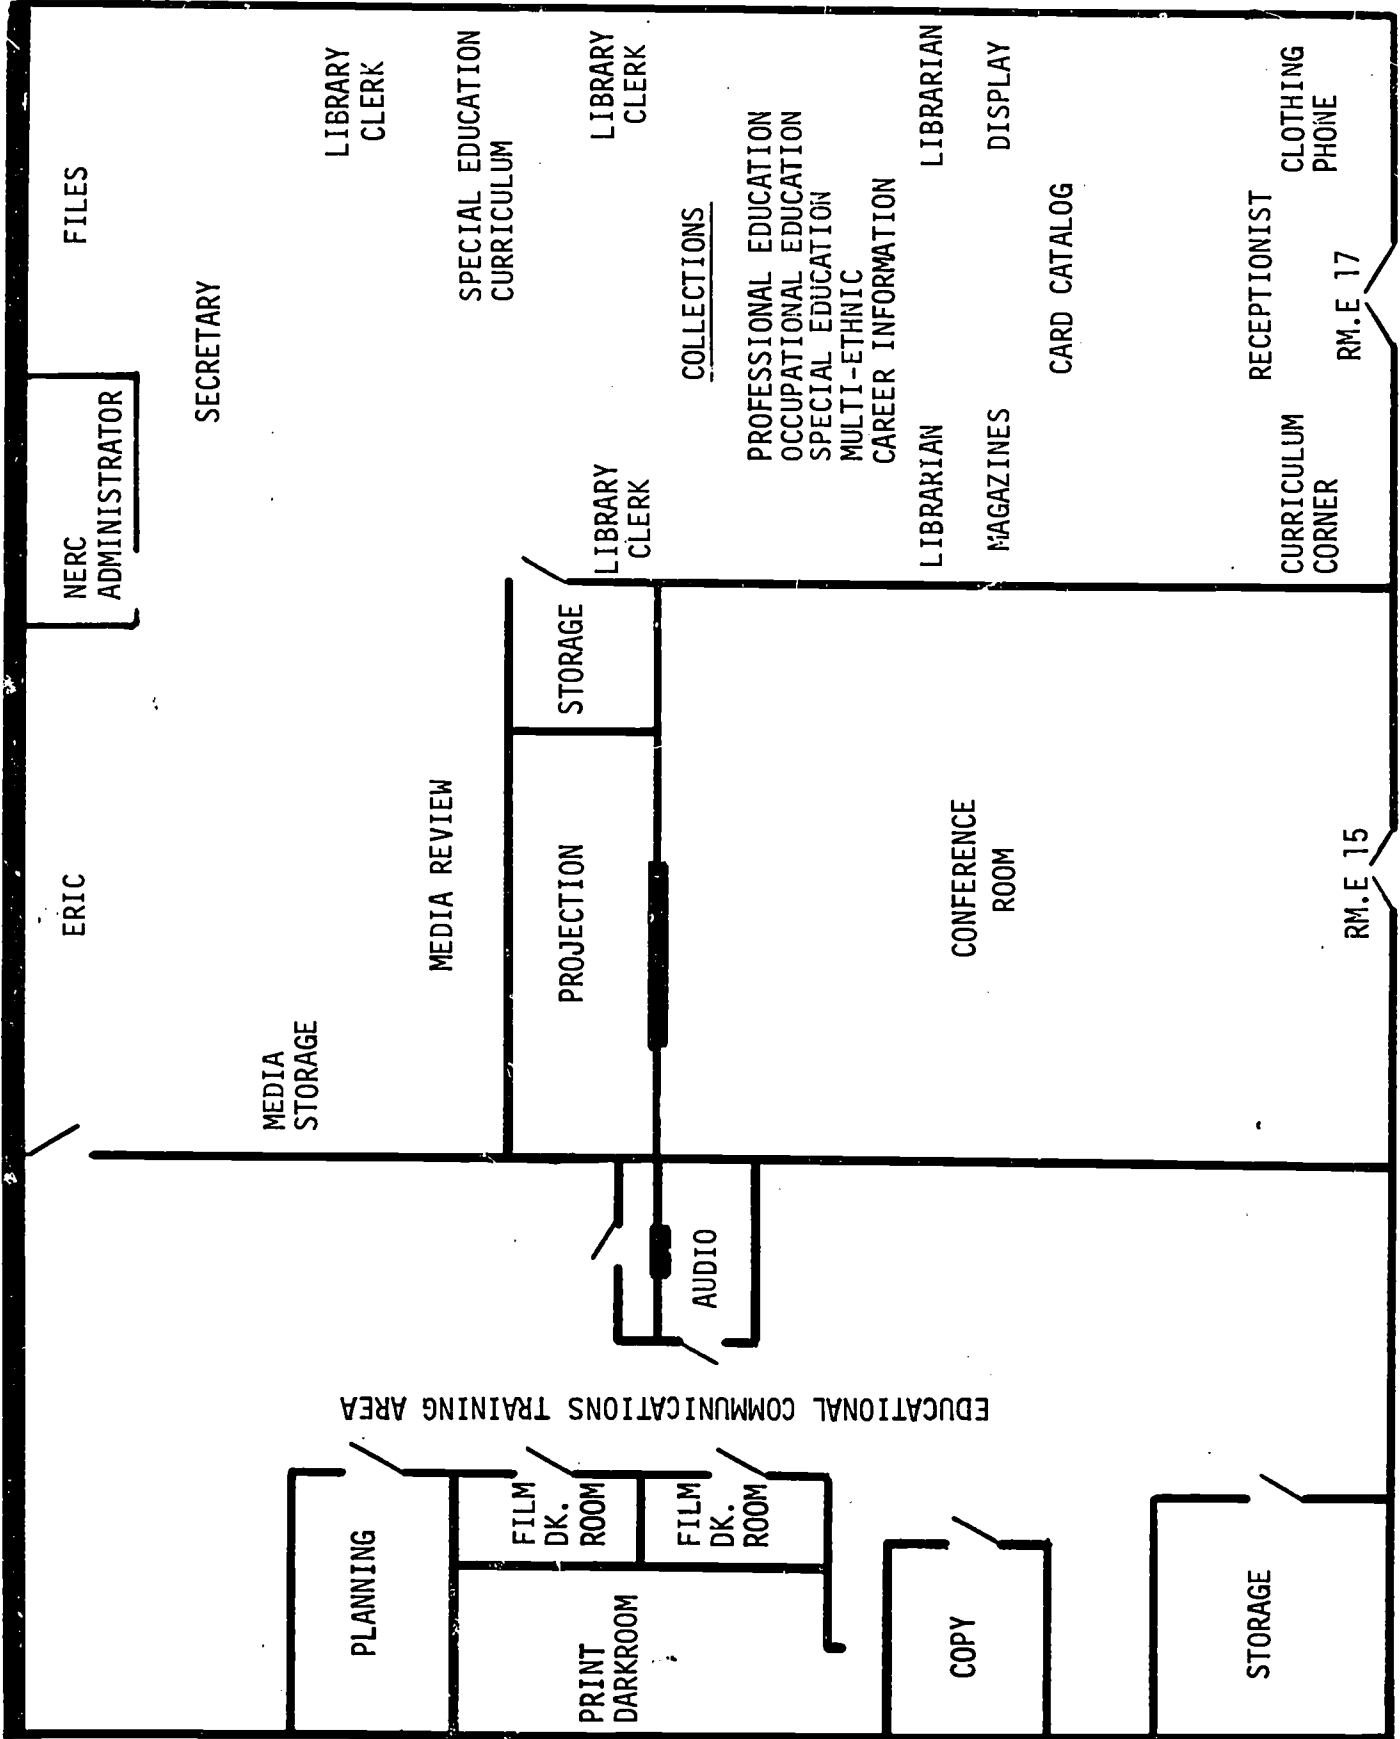 FILES
LIBRARY
CLERK
SPECIAL EDUCATION
CURRICULUM
LIBRARY
CLERK
COLLECTIONS
PROFESSIONAL EDUCATION
OCCUPATIONAL EDUCATION
SPECIAL EDUCATION
MULTI-ETHNIC
CAREER INFORMATION
LIBRARIAN
DISPLAY
CARD CATALOG
CLOTHING
PHONE
RECEPTIONIST
RM.E 17
SECRETARY
NERC
ADMINISTRATOR
LIBRARY
CLERK
LIBRARIAN
MAGAZINES
CURRICULUM
CORNER
STORAGE
ERIC
MEDIA REVIEW
PROJECTION
CONFERENCE
ROOM
RM.E 15
MEDIA
STORAGE
AUDIO
EDUCATIONAL COMMUNICATIONS TRAINING AREA
PLANNING
FILM
DK.
ROOM
FILM
DK.
ROOM
PRINT
DARKROOM
COPY
STORAGE